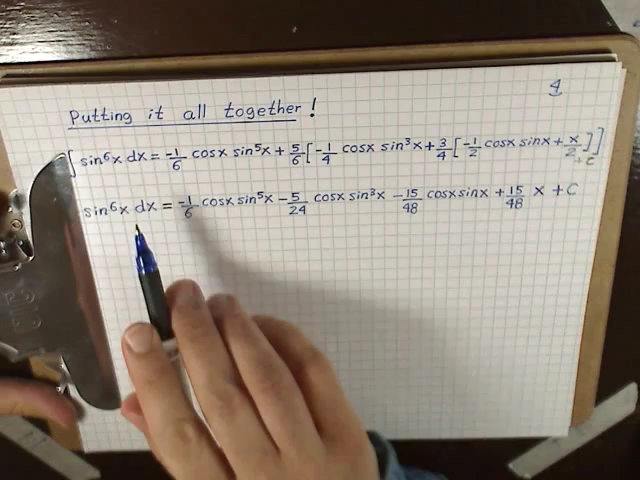 4
Putting it all together!
∫ sin⁶x dx = -1/6 cosx sin⁵x + 5/6 [ -1/4 cosx sin³x + 3/4 [ -1/2 cosx sinx + x/2 ] ] + C
sin⁶x dx = -1/6 cosx sin⁵x - 5/24 cosx sin³x - 15/48 cosx sinx + 15/48 x + C